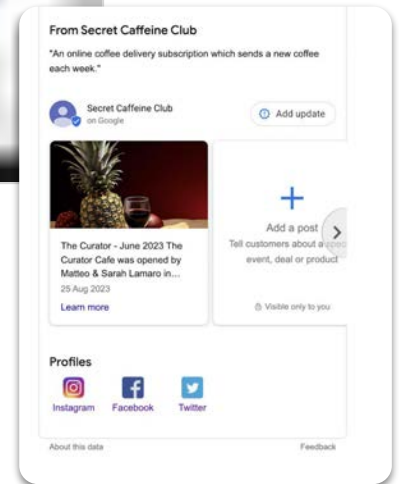 From Secret Caffeine Club
"An online coffee delivery subscription which sends a new coffee
each week."
Secret Caffeine Club
on Google
Add update
The Curator - June 2023 The
Curator Cafe was opened by
Matteo & Sarah Lamaro in...
25 Aug 2023
Learn more
Add a post
Tell customers about a
event, deal or product
Visible only to you
Profiles
Instagram
Facebook
Twitter
About this data
Feedback